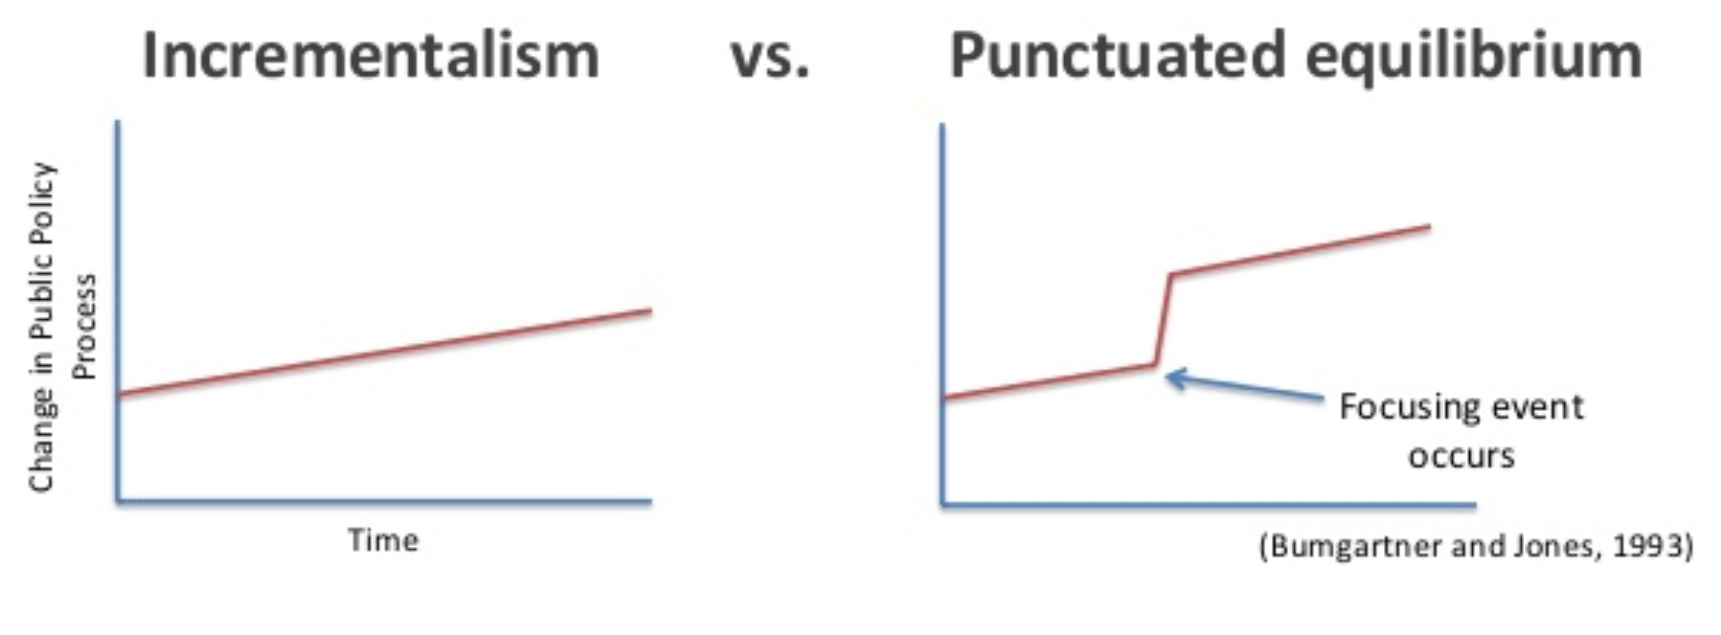 Incrementalism vs. Punctuated equilibrium
Change in Public Policy
Process
Time
Focusing event
occurs
(Bumgartner and Jones, 1993)